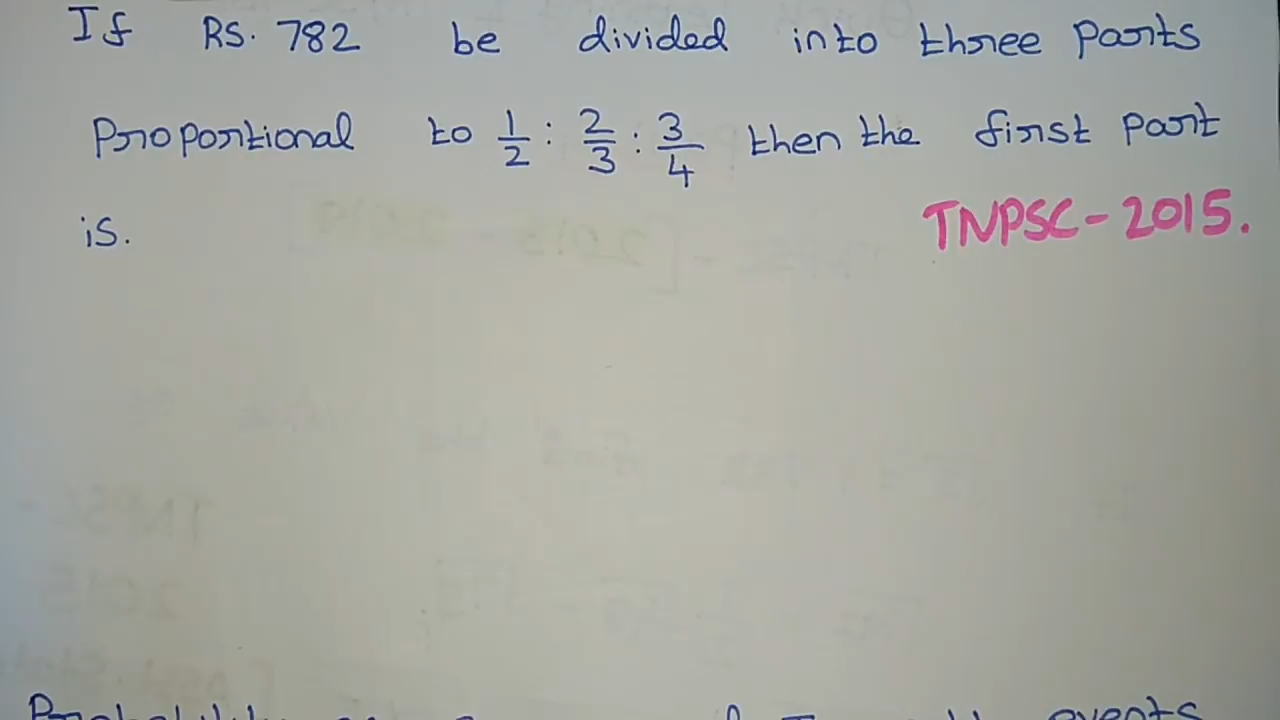 If Rs. 782 be divided into three parts
Proportional to 1/2 : 2/3 : 3/4 then the first part
is.
TNPSC - 2015.
events